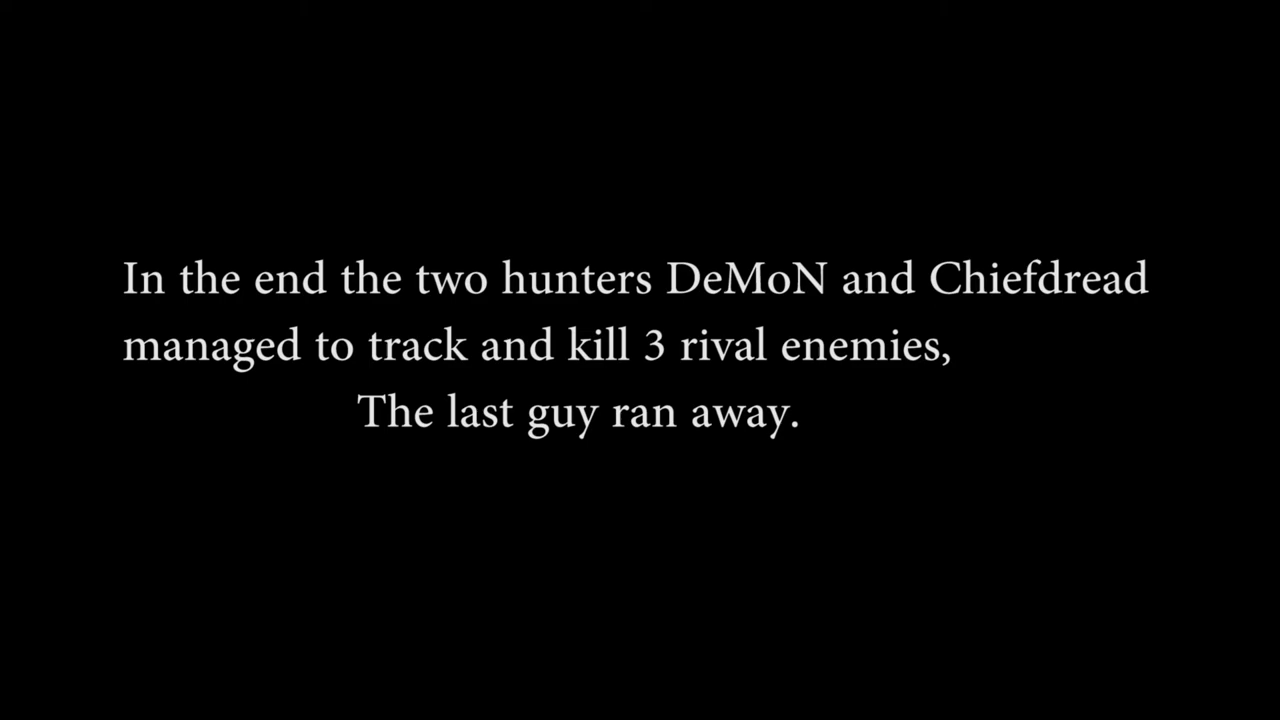 In the end the two hunters DeMoN and Chiefdread
managed to track and kill 3 rival enemies,
The last guy ran away.